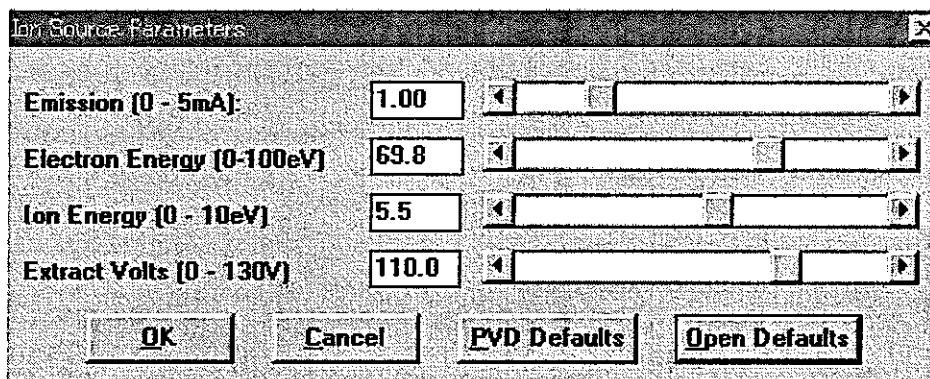 Ion Source Parameters
Emission (0 - 5mA): 1.00
Electron Energy (0-100eV) 69.8
Ion Energy (0 - 10eV) 5.5
Extract Volts (0 - 130V) 110.0
OK Cancel PVD Defaults Open Defaults